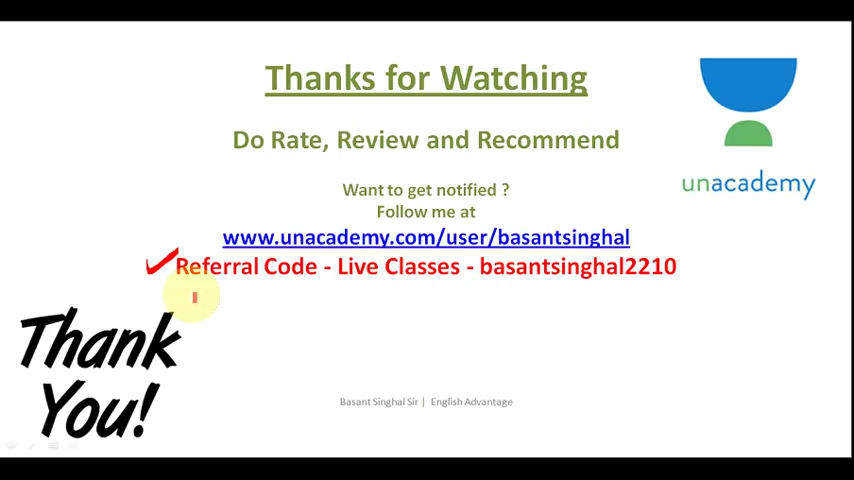 Thanks for Watching
Do Rate, Review and Recommend
unacademy
Want to get notified ?
Follow me at
www.unacademy.com/user/basantsinghal
Referral Code - Live Classes - basantsinghal2210
Thank
You!
Basant Singhal Sir | English Advantage